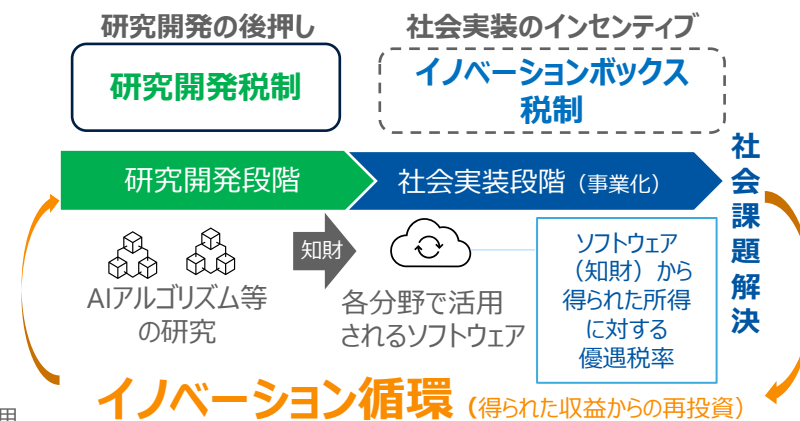 研究開発の後押し
社会実装のインセンティブ
研究開発税制
イノベーションボックス
税制
研究開発段階
社会実装段階（事業化）
社会課題解決
知財
AIアルゴリズム等
の研究
各分野で活用
されるソフトウェア
ソフトウェア
（知財）から
得られた所得
に対する
優遇税率
イノベーション循環（得られた収益からの再投資）
用